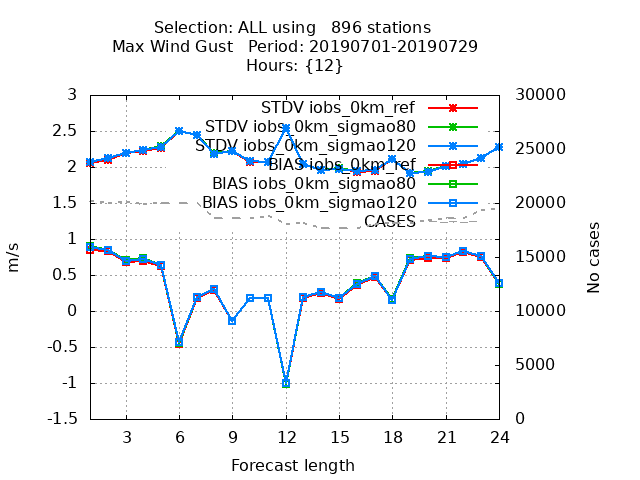 Selection: ALL using   896 stations
Max Wind Gust   Period: 20190701-20190729
Hours: {12}
STDV iobs_0km_ref
STDV iobs_0km_sigmao80
STDV iobs_0km_sigmao120
BIAS iobs_0km_ref
BIAS iobs_0km_sigmao80
BIAS iobs_0km_sigmao120
CASES
3
2.5
2
1.5
1
0.5
0
-0.5
-1
-1.5
m/s
30000
25000
20000
15000
10000
5000
0
No cases
3 6 9 12 15 18 21 24
Forecast length